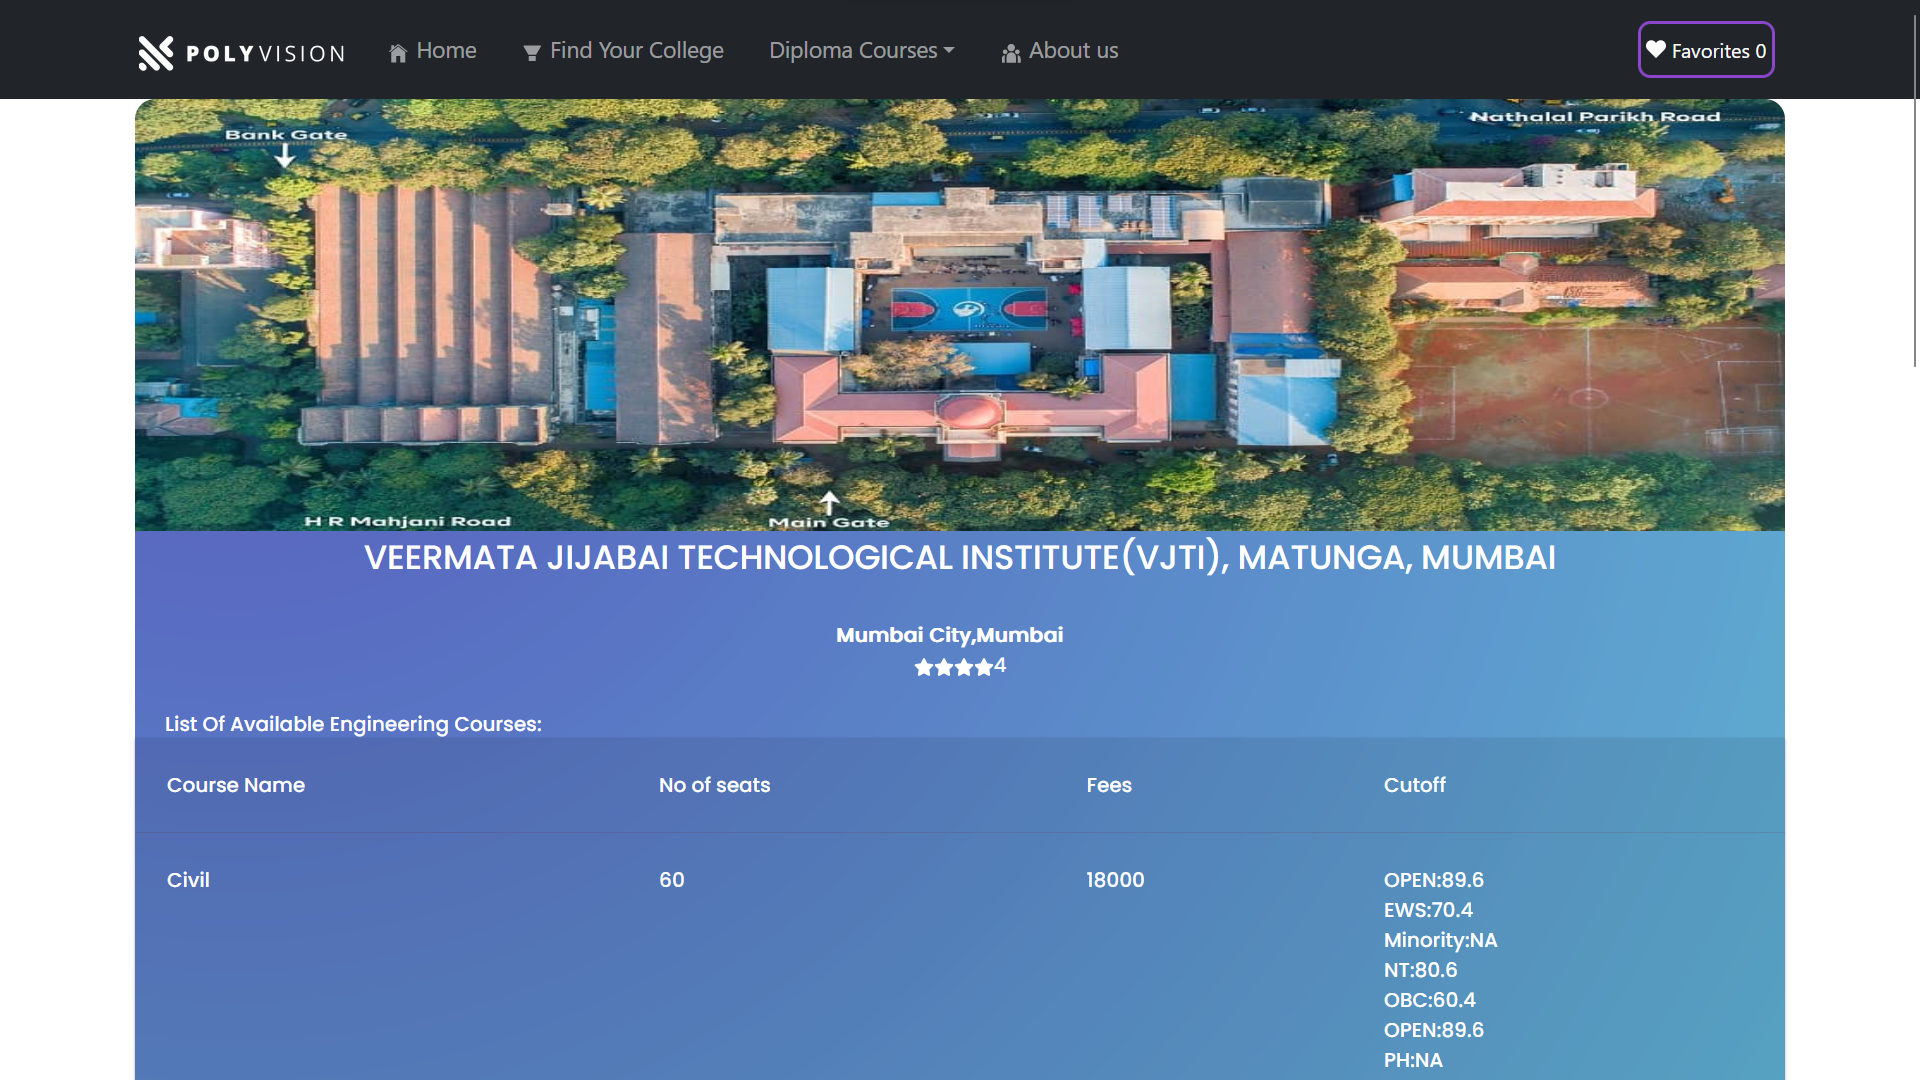 POLYVISION Home Find Your College Diploma Courses About us Favorites 0
Bank Gate
Nathalal Parikh Road
H R Mahjani Road
Main Gate
VEERMATA JIJABAI TECHNOLOGICAL INSTITUTE(VJTI), MATUNGA, MUMBAI
Mumbai City,Mumbai
4
List Of Available Engineering Courses:
Course Name No of seats Fees Cutoff
Civil 60 18000 OPEN:89.6
EWS:70.4
Minority:NA
NT:80.6
OBC:60.4
OPEN:89.6
PH:NA